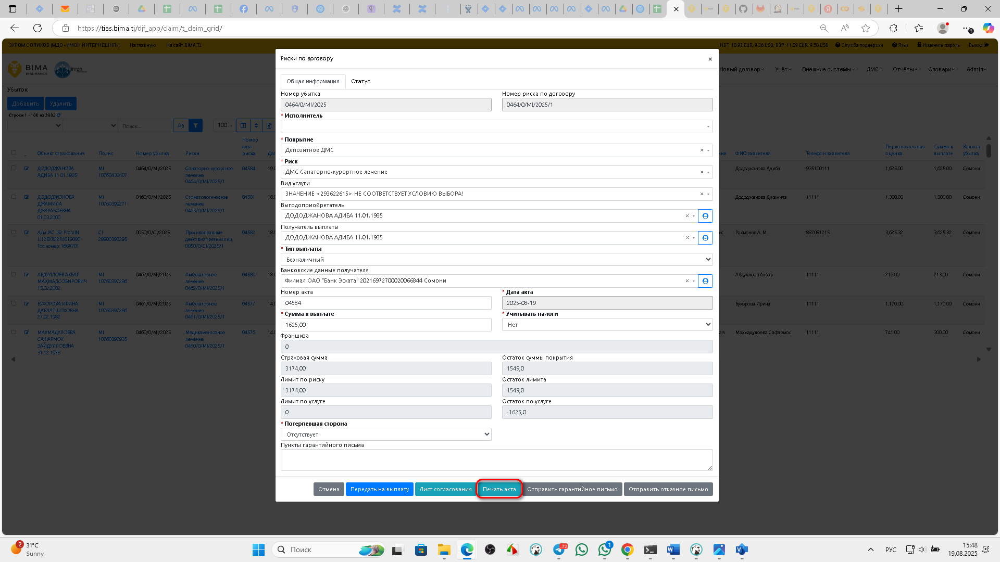 https://tias.bima.tj/djf_app/claim/t_claim_grid/
ЭХРОМ СОЛИХОВ (МДО «ИМОН ИНТЕРНЕШНЛ»)
На главную
На сайт BIMA.TJ
НБТ: 10.93 EUR, 9.36 USD; ВЗР: 11.09 EUR, 9.50 USD
Служба поддержки
Язык
Изменить пароль
Выход
BIMA
INSURANCE
imon
Новый договор
Учёт
Внешние системы
ДМС
Отчёты
Словари
Admin
Убыток
Добавить
Удалить
Строки 1 - 100 из 3882
Поиск...
Aa
100
Объект страхования
Полис
Номер убытка
Риски
Номер акта риска
ФИО заявителя
Телефон заявителя
Первоначальная оценка
Сумма к выплате
Валюта убытка
ДОДОДЖАНОВА АДИБА 11.01.1985
MI 10760433487
0464/0/MI/2025
Санаторно-курортное лечение 0464/0/MI/2025/1
04584
Дододжанова Адиба
935100111
1,625.00
1,625.00
Сомони
ДОДОДЖОНОВА ДЖАМИЛА ДЖУРАБОЕВНА 01.03.2000
MI 10760399271
0463/0/MI/2025
Стоматологическое лечение 0463/0/MI/2025/1
04581
Дододжанова Джамила
11111
1,300.00
1,300.00
Сомони
А/м JAC JS2 Pro VIN LJ12EKR22R4019080 Гос.номер: 166XY01
CI 29900393295
0050/0/CI/2025
Противоправные действия третьих лиц 0050/0/CI/2025/1
04582
Рахмонов А. М.
887081215
3,625.32
3,625.32
Сомони
АБДУЛЛОЕВ АКБАР МАҲМАДСОБИРОВИЧ 15.02.2002
MI 10760397286
0462/0/MI/2025
Амбулаторное лечение 0462/0/MI/2025/1
04580
Абдуллоев Акбар
11111
213.00
213.00
Сомони
БУХОРОВА ИРИНА ДАВЛАТШОХОВНА 27.02.1982
MI 10760397286
0461/0/MI/2025
Амбулаторное лечение 0461/0/MI/2025/1
04577
Бухорова Ирина
11111
1,170.00
1,170.00
Сомони
МАХМАДУЛОЕВА САФАРМОХ ЗАЙДУЛЛОЕВНА 31.12.1978
MI 10760397935
0460/0/MI/2025
Медикаментозное лечение 0460/0/MI/2025/1
04576
Махмадулоева Сафармох
11111
741.00
300.00
Сомони
Риски по договору
Общая информация
Статус
Номер убытка
Номер риска по договору
0464/0/MI/2025
0464/0/MI/2025/1
* Исполнитель
* Покрытие
Депозитное ДМС
* Риск
ДМС Санаторно-курортное лечение
Вид услуги
ЗНАЧЕНИЕ <293622615> НЕ СООТВЕТСТВУЕТ УСЛОВИЮ ВЫБОРА!
Выгодоприобретатель
ДОДОДЖАНОВА АДИБА 11.01.1985
Получатель выплаты
ДОДОДЖАНОВА АДИБА 11.01.1985
* Тип выплаты
Безналичный
Банковские данные получателя
Филиал ОАО "Банк Эсхата" 20216972700020066844 Сомони
Номер акта
* Дата акта
04584
2025-08-19
* Сумма к выплате
* Учитывать налоги
1625,00
Нет
Франшиза
0
Страховая сумма
Остаток суммы покрытия
3174,00
1549,0
Лимит по риску
Остаток лимита
3174,00
1549,0
Лимит по услуге
Остаток по услуге
0
-1625,0
* Потерпевшая сторона
Отсутствует
Пункты гарантийного письма
Отмена
Передать на выплату
Лист согласования
Печать акта
Отправить гарантийное письмо
Отправить отказное письмо
2
31°C
Sunny
Поиск
72
1
РУС
15:48
19.08.2025